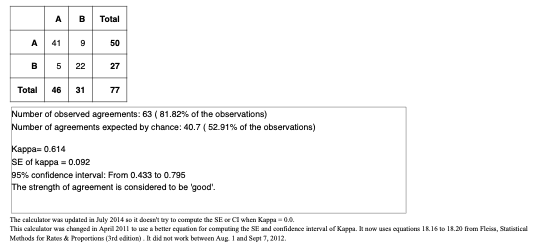 A B Total
A 41 9 50
B 5 22 27
Total 46 31 77
Number of observed agreements: 63 ( 81.82% of the observations)
Number of agreements expected by chance: 40.7 ( 52.91% of the observations)
Kappa= 0.614
SE of kappa = 0.092
95% confidence interval: From 0.433 to 0.795
The strength of agreement is considered to be 'good'.
The calculator was updated in July 2014 so it doesn't try to compute the SE or CI when Kappa = 0.0.
This calculator was changed in April 2011 to use a better equation for computing the SE and confidence interval of Kappa. It now uses equations 18.16 to 18.20 from Fleiss, Statistical
Methods for Rates & Proportions (3rd edition) . It did not work between Aug. 1 and Sept 7, 2012.